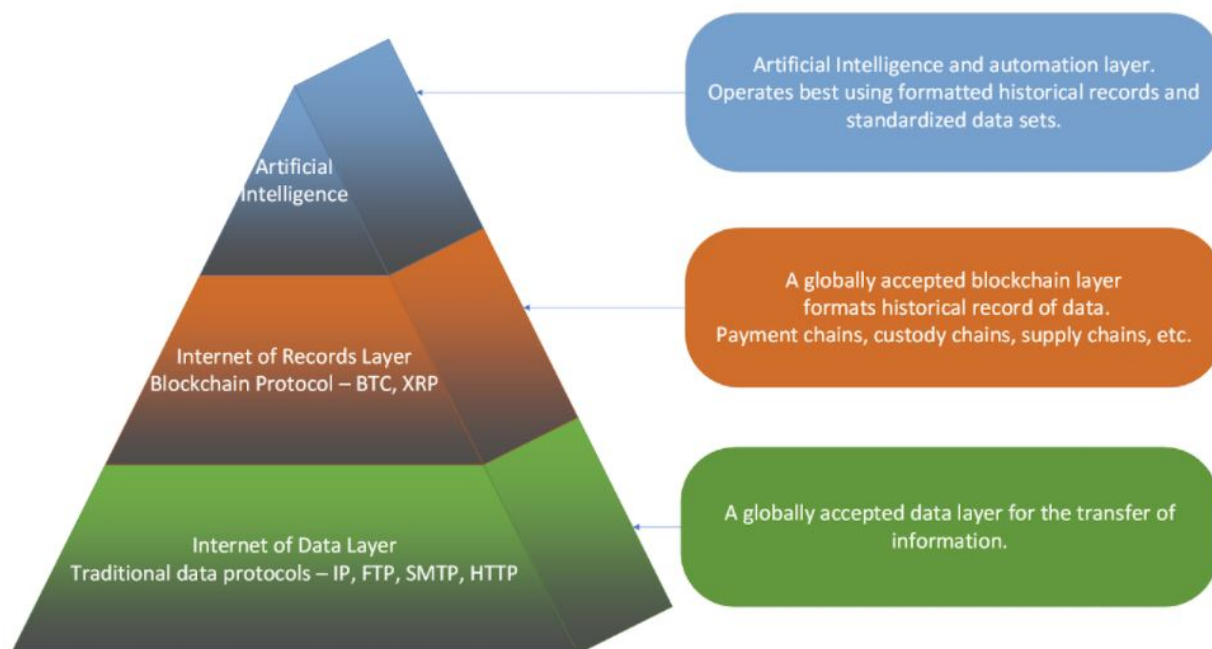 Artificial
Intelligence
Artificial Intelligence and automation layer.
Operates best using formatted historical records and
standardized data sets.
Internet of Records Layer
Blockchain Protocol – BTC, XRP
A globally accepted blockchain layer
formats historical record of data.
Payment chains, custody chains, supply chains, etc.
Internet of Data Layer
Traditional data protocols – IP, FTP, SMTP, HTTP
A globally accepted data layer for the transfer of
information.